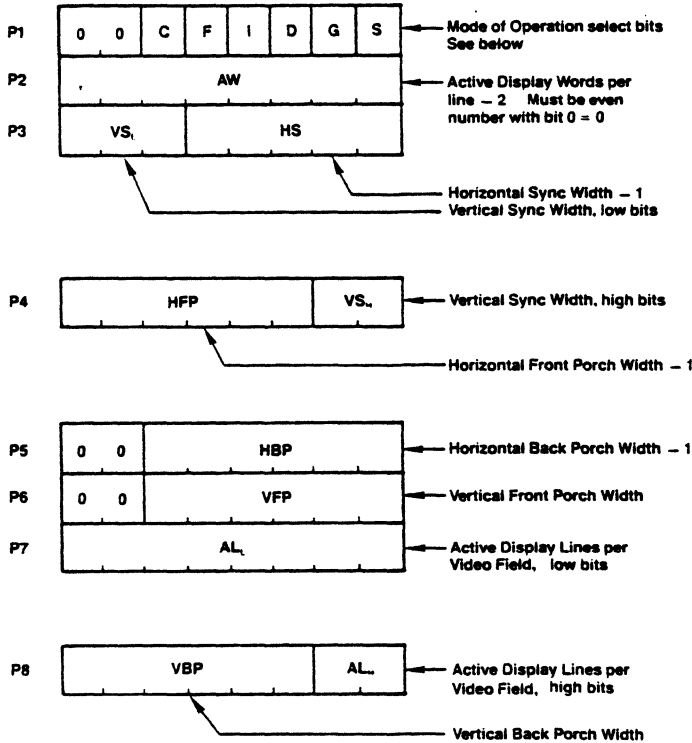 P1 0 0 C F I D G S Mode of Operation select bits
See below
P2 AW Active Display Words per
line – 2 Must be even
number with bit 0 = 0
P3 VSL HS
Horizontal Sync Width – 1
Vertical Sync Width, low bits
P4 HFP VSH Vertical Sync Width, high bits
Horizontal Front Porch Width – 1
P5 0 0 HBP Horizontal Back Porch Width – 1
P6 0 0 VFP Vertical Front Porch Width
P7 ALL Active Display Lines per
Video Field, low bits
P8 VBP ALH Active Display Lines per
Video Field, high bits
Vertical Back Porch Width